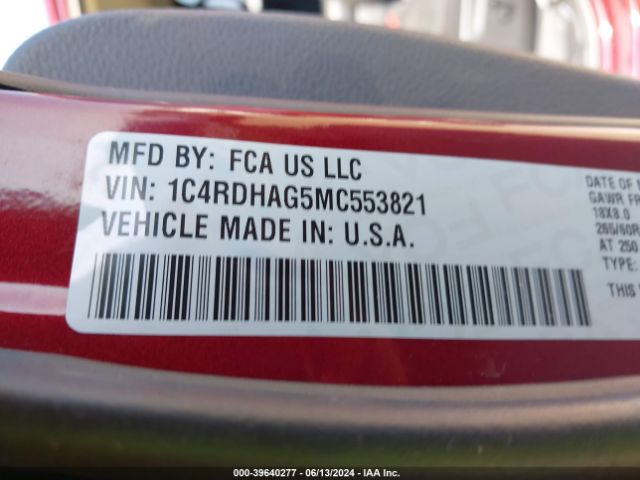 MFD BY: FCA US LLC
VIN: 1C4RDHAG5MC553821
VEHICLE MADE IN: U.S.A.
DATE OF
GAWR FR
18X8.0
265/60R
AT 250
TYPE:
THIS
000-39640277 - 06/13/2024 - IAA Inc.